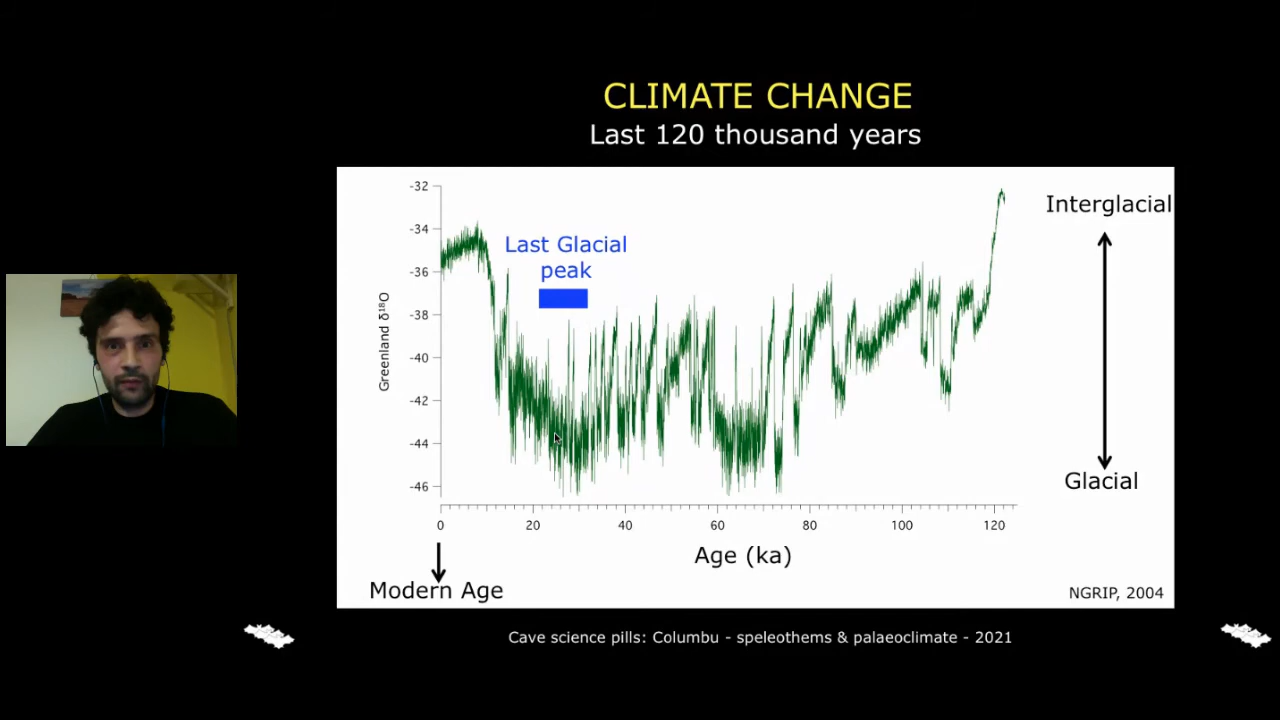 CLIMATE CHANGE
Last 120 thousand years
-32
-34
-36
-38
-40
-42
-44
-46
Greenland δ¹⁸O
Last Glacial
peak
Interglacial
Glacial
0 20 40 60 80 100 120
Age (ka)
Modern Age
NGRIP, 2004
Cave science pills: Columbu - speleothems & palaeoclimate - 2021